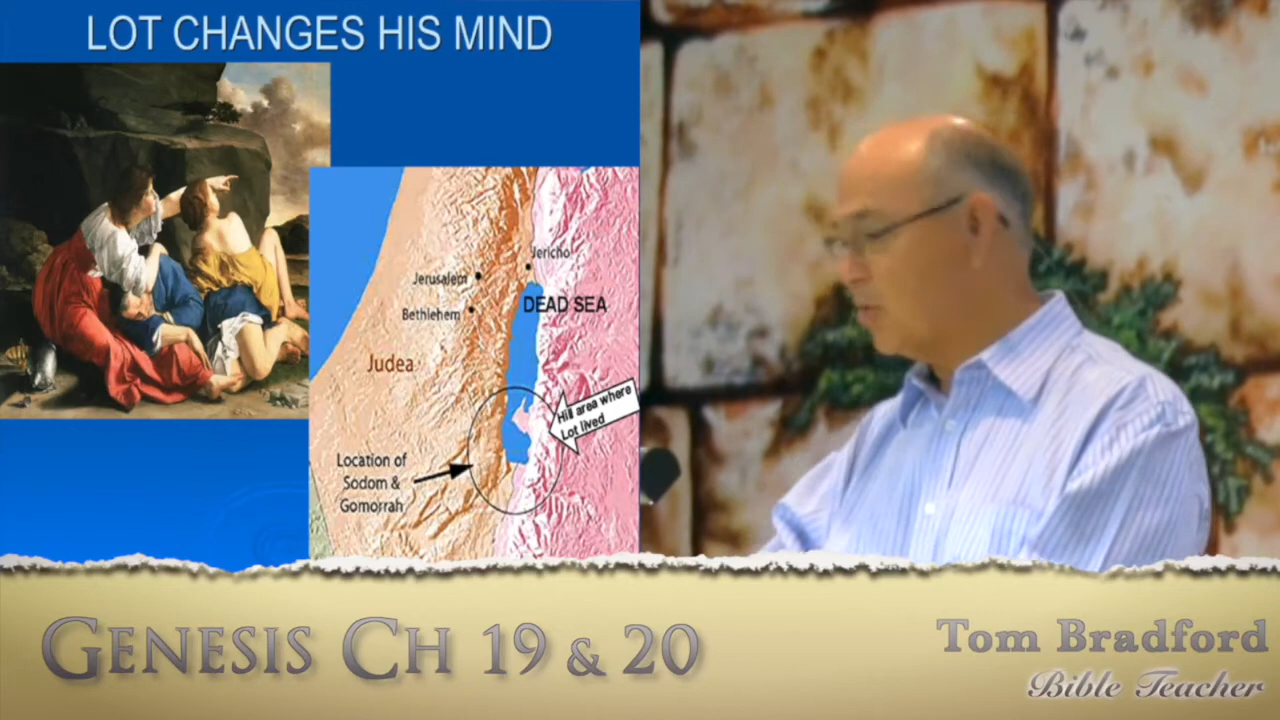 LOT CHANGES HIS MIND
Jericho
Jerusalem
DEAD SEA
Bethlehem
Judea
Hill area where
Lot lived
Location of
Sodom &
Gomorrah
GENESIS CH 19 & 20
Tom Bradford
Bible Teacher